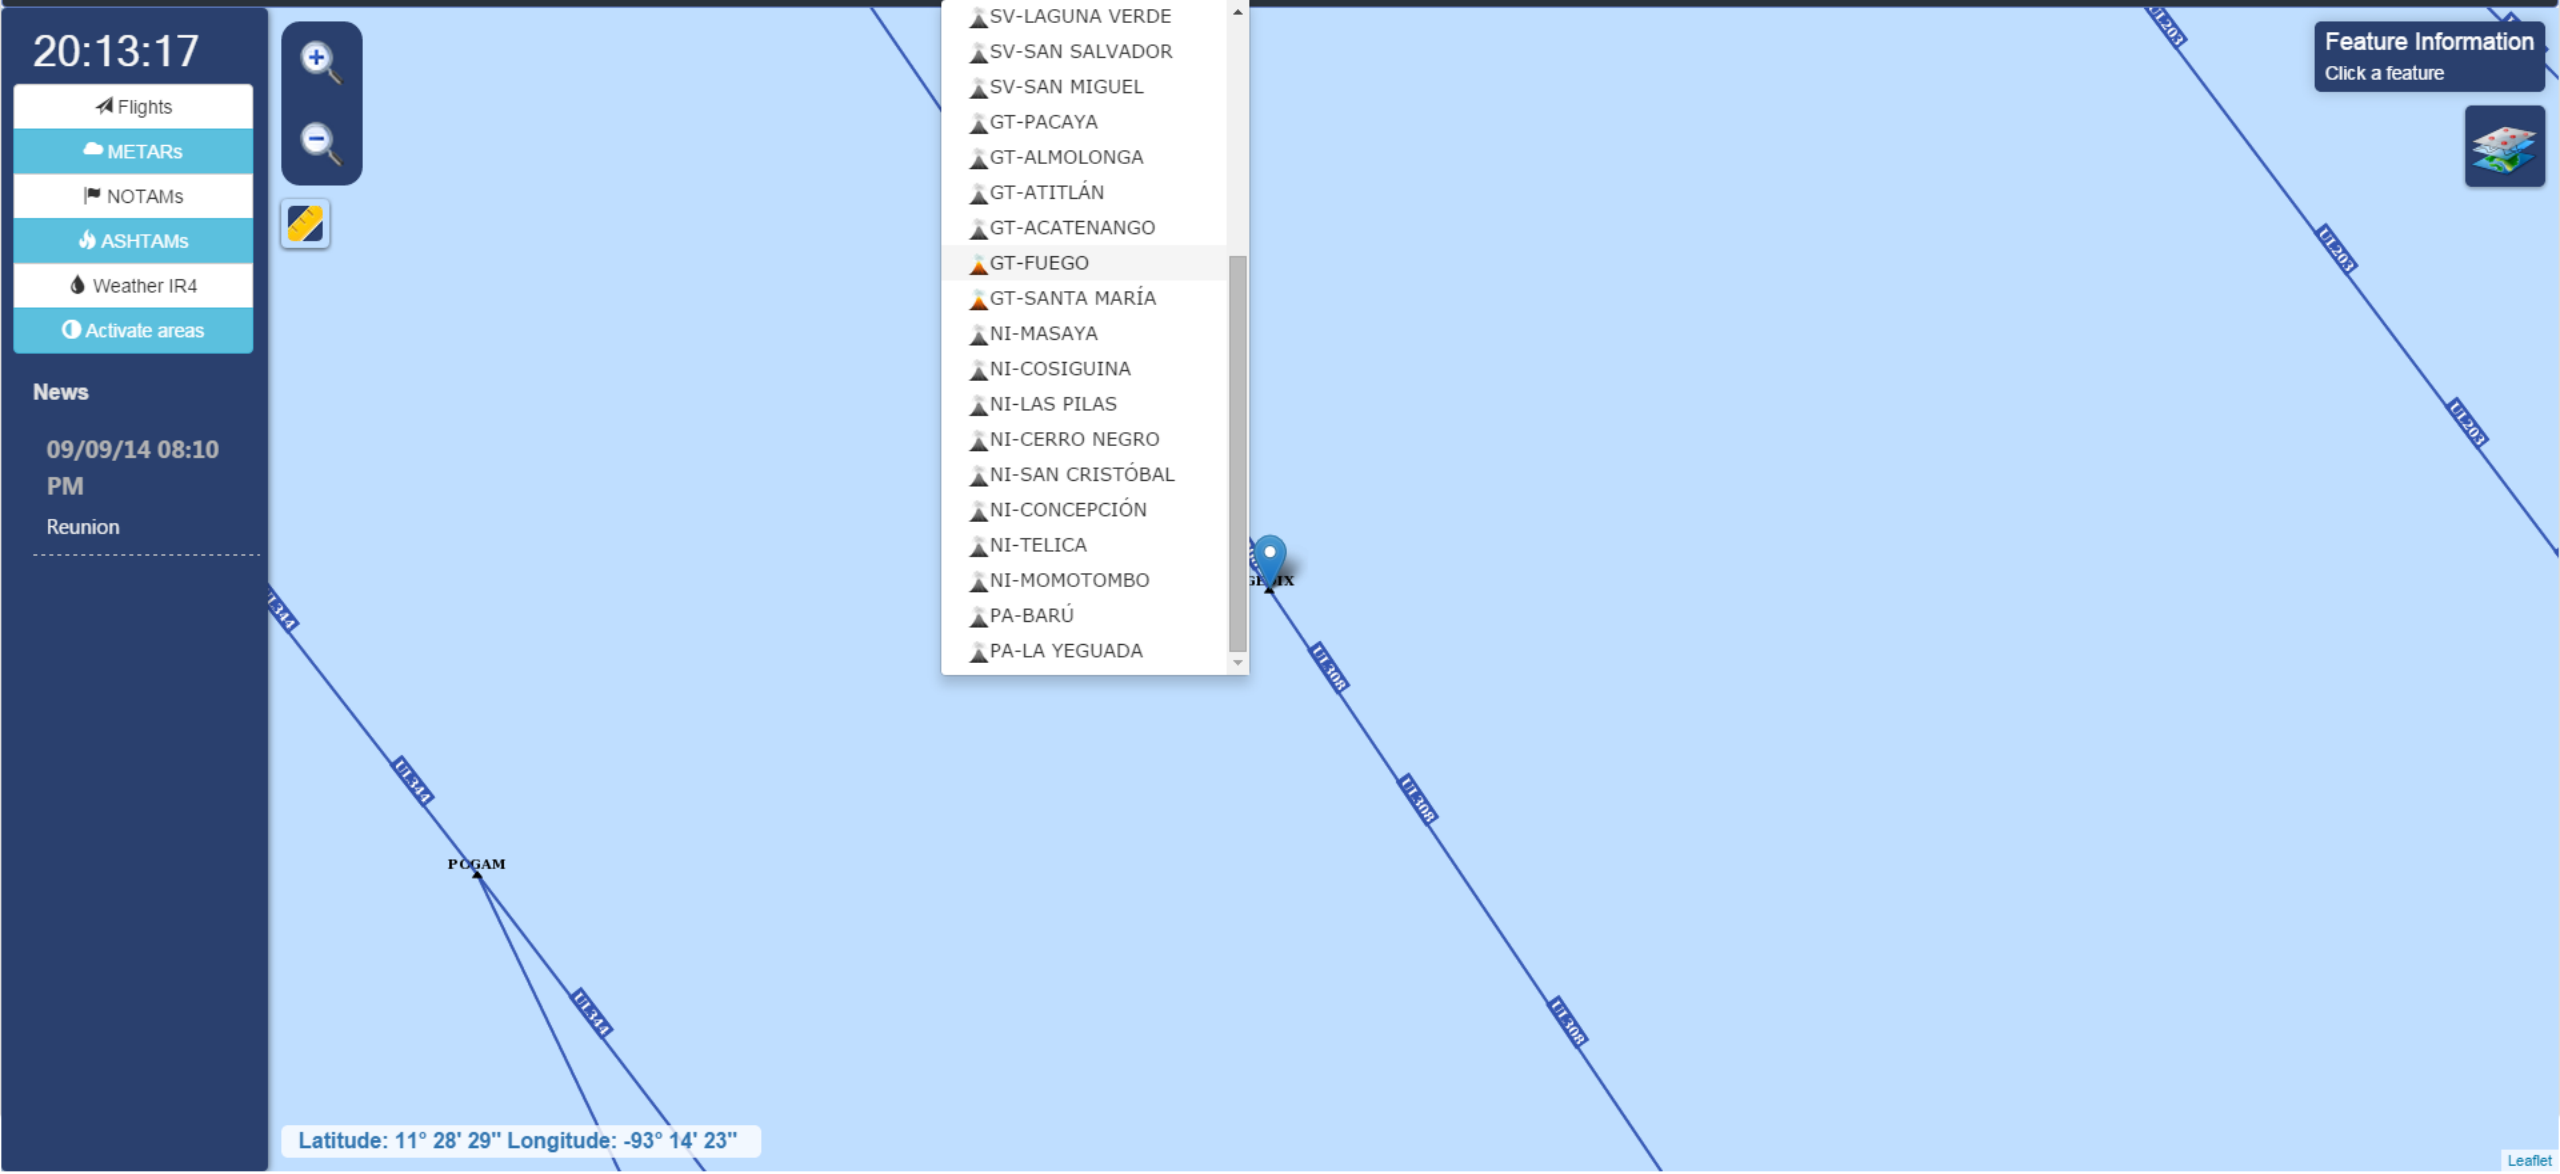 20:13:17
Flights
METARs
NOTAMs
ASHTAMs
Weather IR4
Activate areas
News
09/09/14 08:10
PM
Reunion
SV-LAGUNA VERDE
SV-SAN SALVADOR
SV-SAN MIGUEL
GT-PACAYA
GT-ALMOLONGA
GT-ATITLÁN
GT-ACATENANGO
GT-FUEGO
GT-SANTA MARÍA
NI-MASAYA
NI-COSIGUINA
NI-LAS PILAS
NI-CERRO NEGRO
NI-SAN CRISTÓBAL
NI-CONCEPCIÓN
NI-TELICA
NI-MOMOTOMBO
PA-BARÚ
PA-LA YEGUADA
Feature Information
Click a feature
UL203
UL203
UL203
UL308
UL308
UL308
UL344
UL344
Latitude: 11° 28' 29" Longitude: -93° 14' 23"
Leaflet